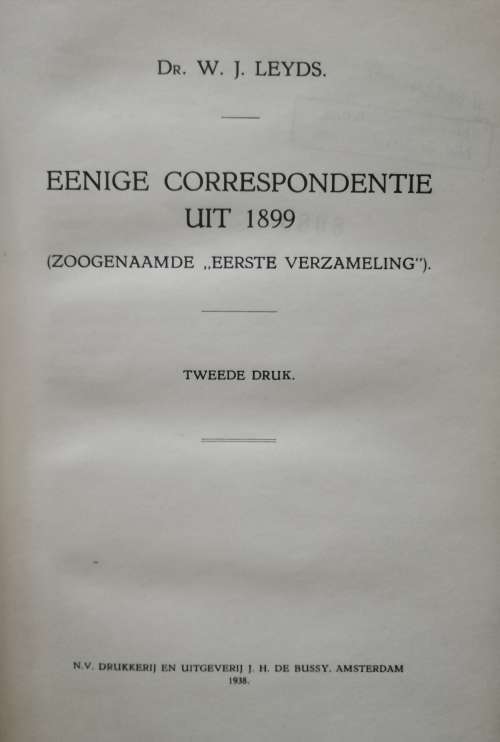 Dr. W. J. LEYDS.
EENIGE CORRESPONDENTIE
UIT 1899
(ZOOGENAAMDE „EERSTE VERZAMELING").
TWEEDE DRUK.
N.V. DRUKKERIJ EN UITGEVERIJ J. H. DE BUSSY. AMSTERDAM
1938.